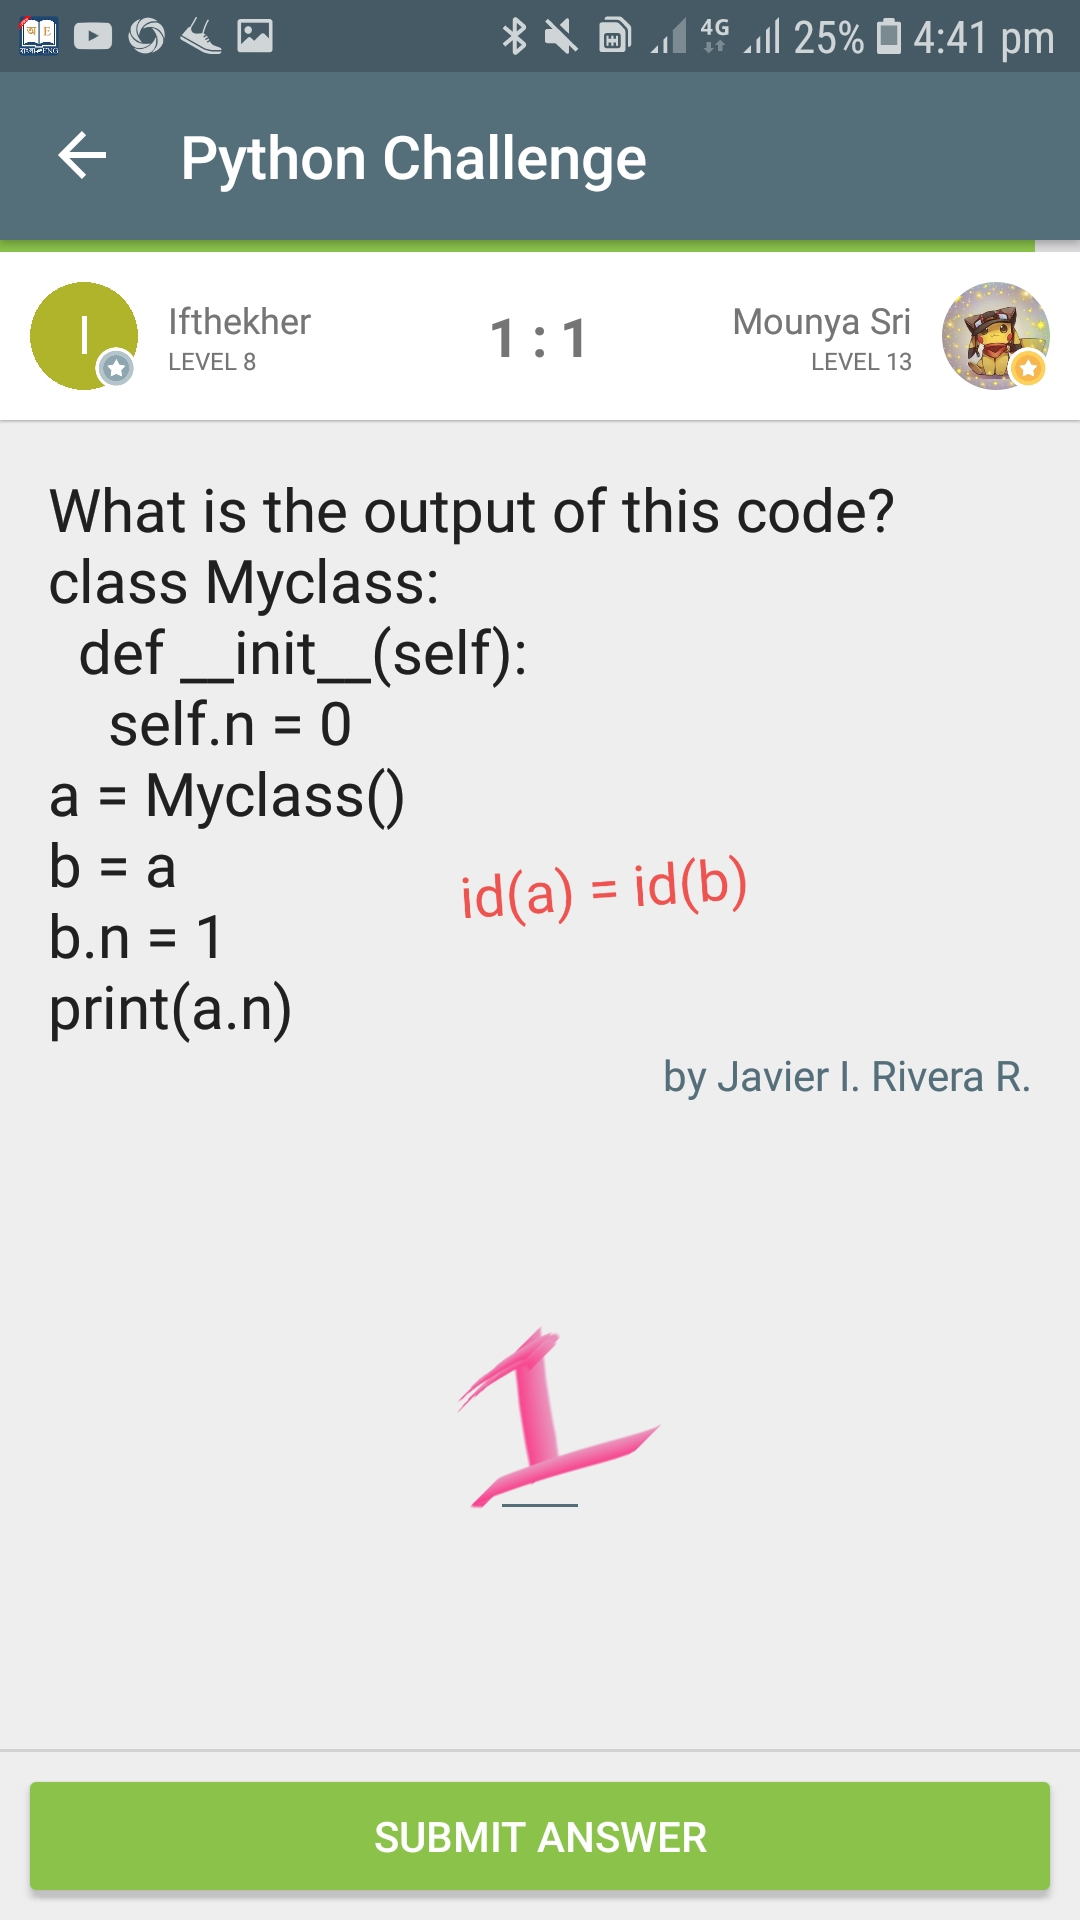 4G 25% 4:41 pm
Python Challenge
I Ifthekher 1 : 1 Mounya Sri
LEVEL 8 LEVEL 13
What is the output of this code?
class Myclass:
  def __init__(self):
    self.n = 0
a = Myclass()
b = a
id(a) = id(b)
b.n = 1
print(a.n)
by Javier I. Rivera R.
1
SUBMIT ANSWER